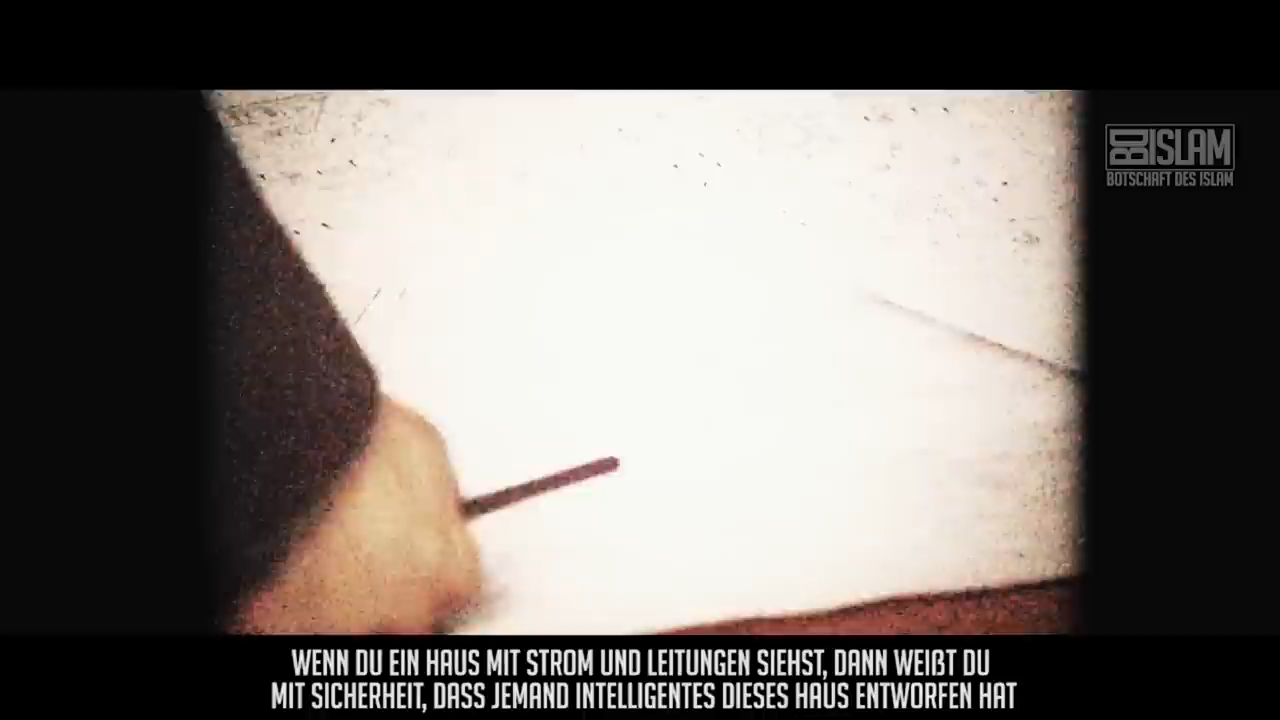 BDISLAM
BOTSCHAFT DES ISLAM
WENN DU EIN HAUS MIT STROM UND LEITUNGEN SIEHST, DANN WEIßT DU
MIT SICHERHEIT, DASS JEMAND INTELLIGENTES DIESES HAUS ENTWORFEN HAT